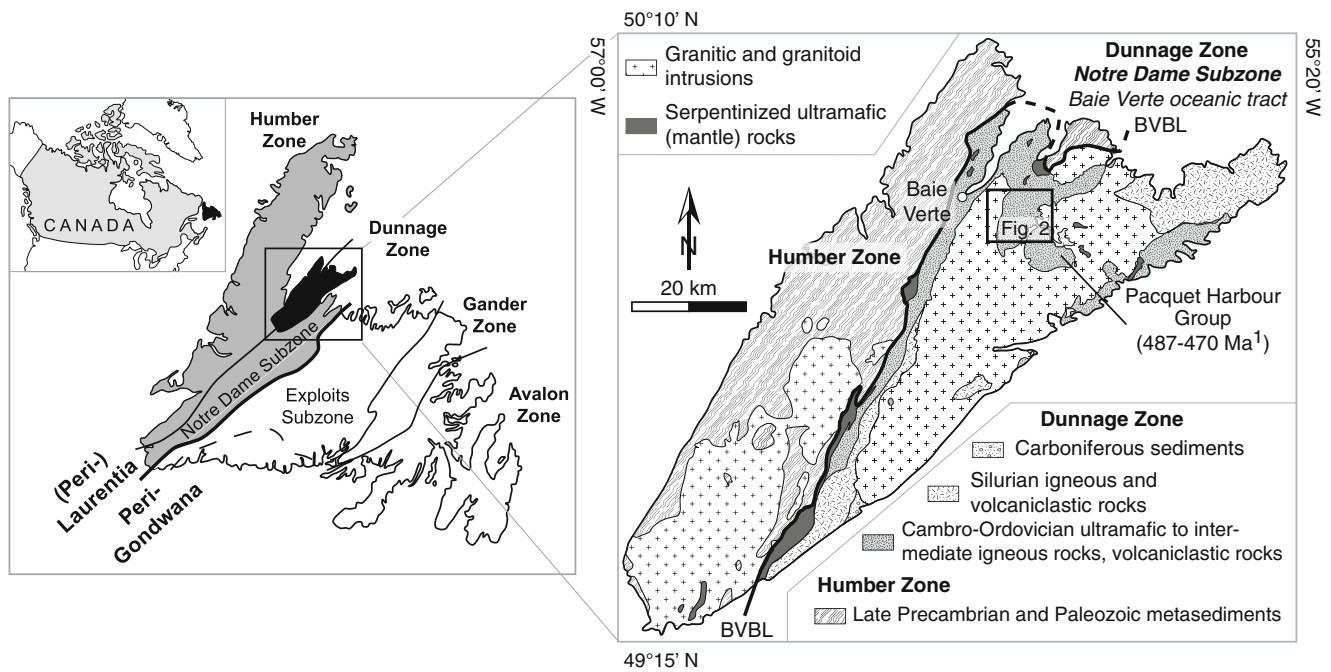 CANADA
Humber
Zone
Dunnage
Zone
Gander
Zone
Avalon
Zone
Notre Dame Subzone
Exploits
Subzone
(Peri-)
Laurentia
Peri-
Gondwana
50°10' N
57°00' W
55°20' W
Granitic and granitoid
intrusions
Serpentinized ultramafic
(mantle) rocks
Dunnage Zone
Notre Dame Subzone
Baie Verte oceanic tract
BVBL
Baie
Verte
Fig. 2
Humber Zone
N
20 km
Pacquet Harbour
Group
(487-470 Ma1)
Dunnage Zone
Carboniferous sediments
Silurian igneous and
volcaniclastic rocks
Cambro-Ordovician ultramafic to inter-
mediate igneous rocks, volcaniclastic rocks
Humber Zone
Late Precambrian and Paleozoic metasediments
BVBL
49°15' N